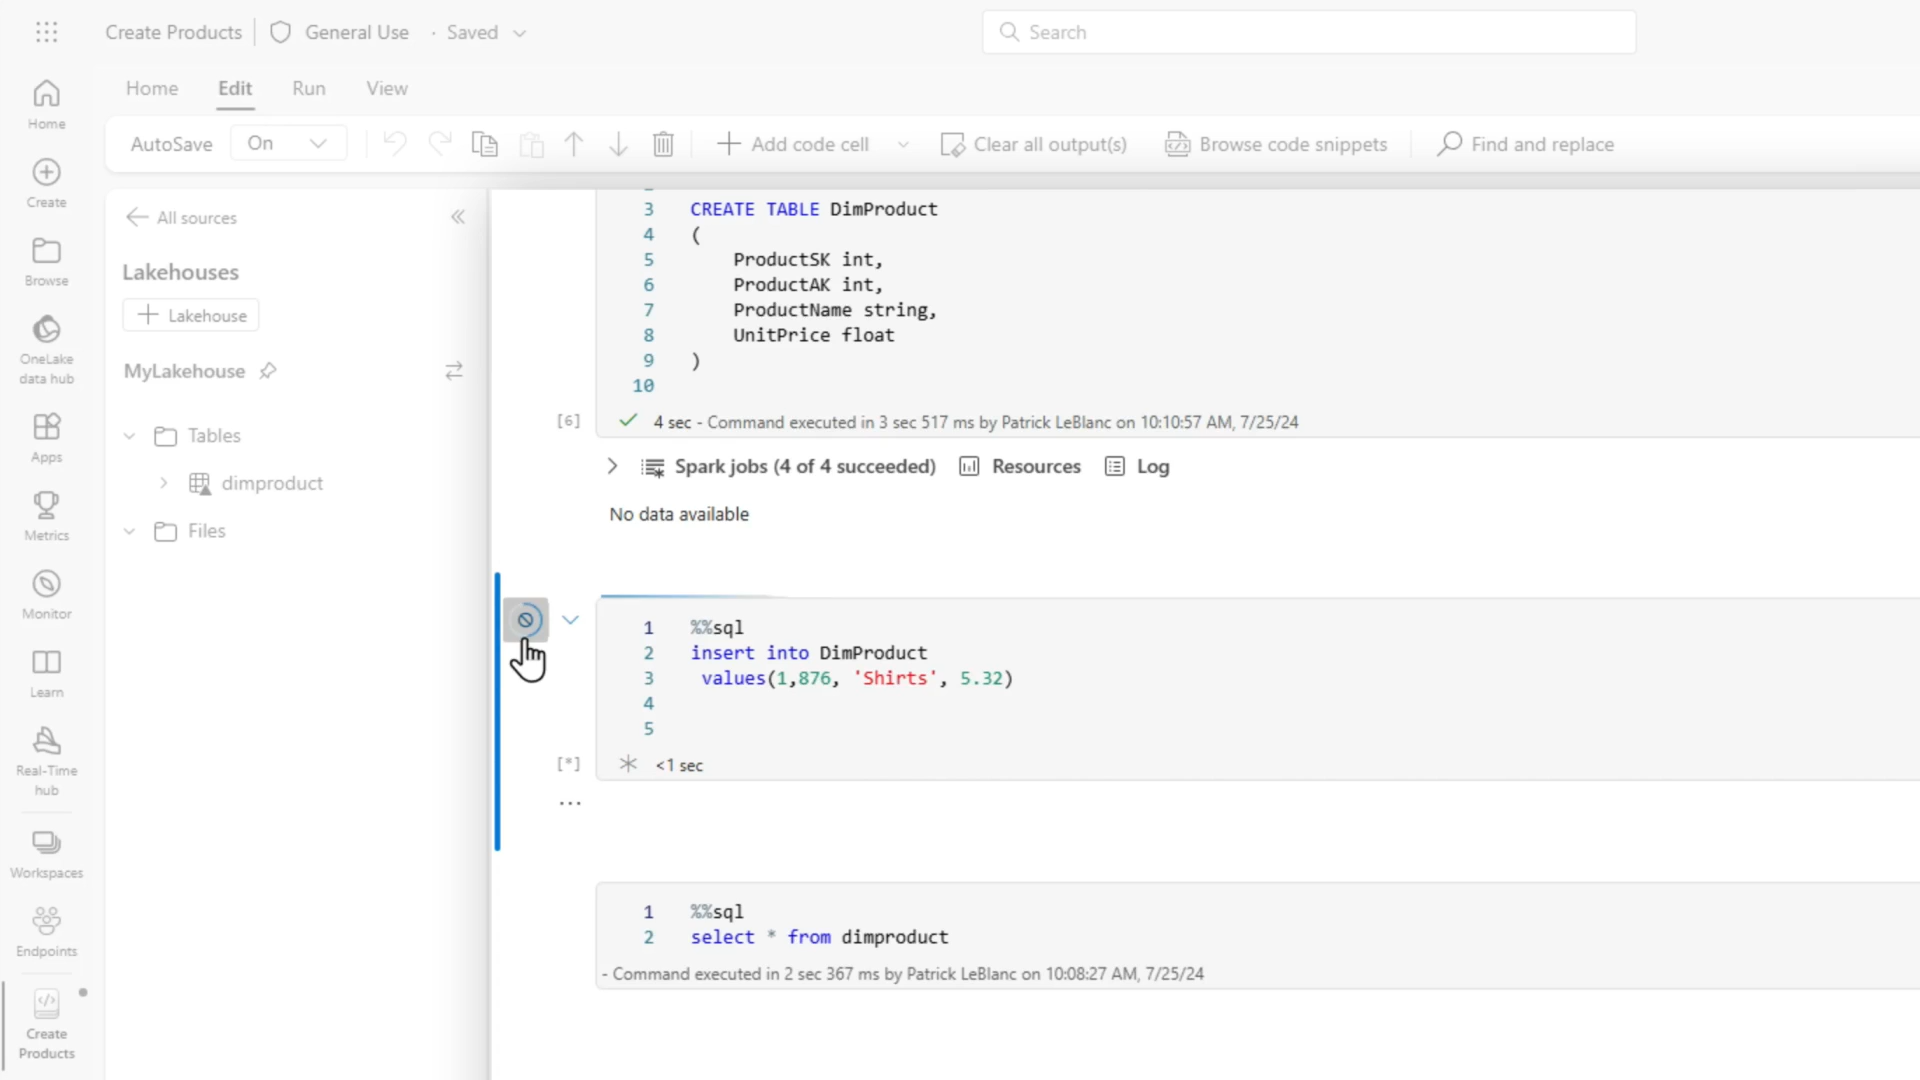 Create Products | General Use · Saved
Search
Home Edit Run View
AutoSave On Add code cell Clear all output(s) Browse code snippets Find and replace
Home
Create
Browse
OneLake
data hub
Apps
Metrics
Monitor
Learn
Real-Time
hub
Workspaces
Endpoints
Create
Products
All sources
Lakehouses
Lakehouse
MyLakehouse
Tables
dimproduct
Files
3 CREATE TABLE DimProduct
4 (
5 ProductSK int,
6 ProductAK int,
7 ProductName string,
8 UnitPrice float
9 )
10
[6] 4 sec - Command executed in 3 sec 517 ms by Patrick LeBlanc on 10:10:57 AM, 7/25/24
Spark jobs (4 of 4 succeeded) Resources Log
No data available
1 %%sql
2 insert into DimProduct
3 values(1,876, 'Shirts', 5.32)
4
5
[*] <1 sec
...
1 %%sql
2 select * from dimproduct
- Command executed in 2 sec 367 ms by Patrick LeBlanc on 10:08:27 AM, 7/25/24